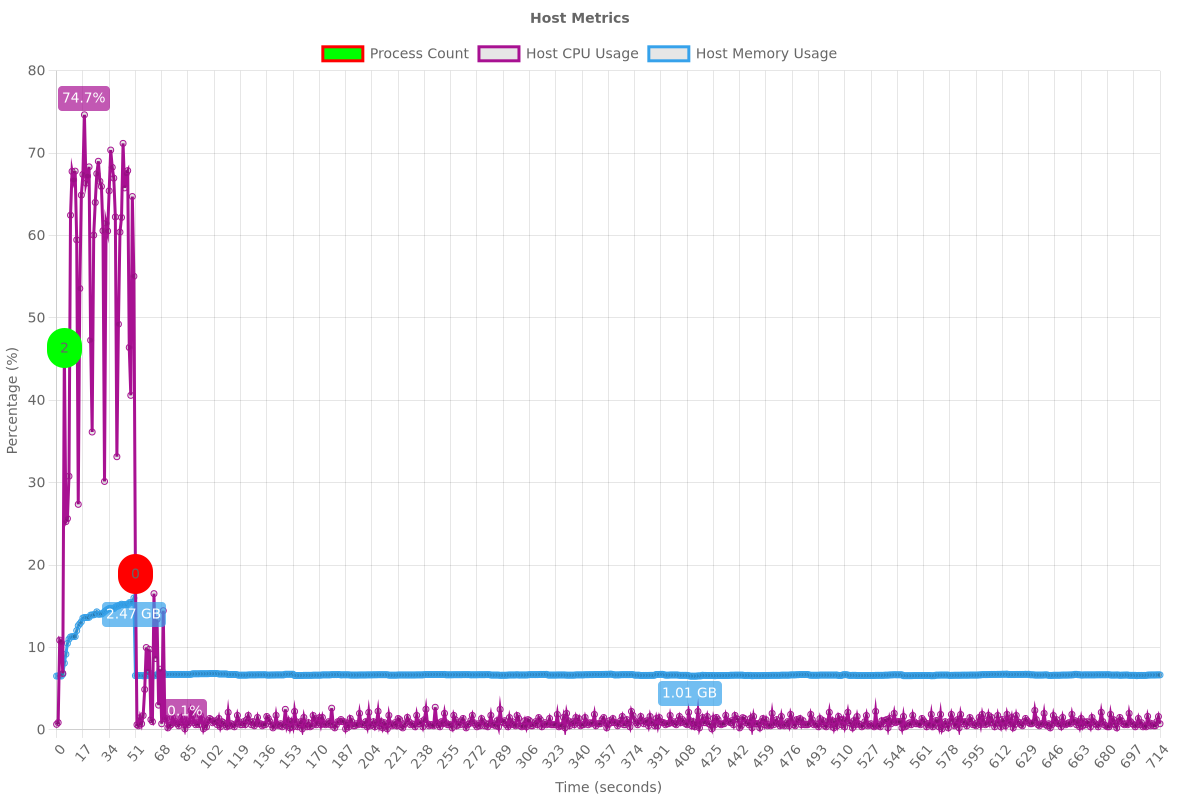 Host Metrics
Process Count Host CPU Usage Host Memory Usage
80
74.7%
70
60
50
2
40
Percentage (%)
30
20
0
2.47 GB
10
1.01 GB
0.1%
0
0 17 34 51 68 85 102 119 136 153 170 187 204 221 238 255 272 289 306 323 340 357 374 391 408 425 442 459 476 493 510 527 544 561 578 595 612 629 646 663 680 697 714
Time (seconds)